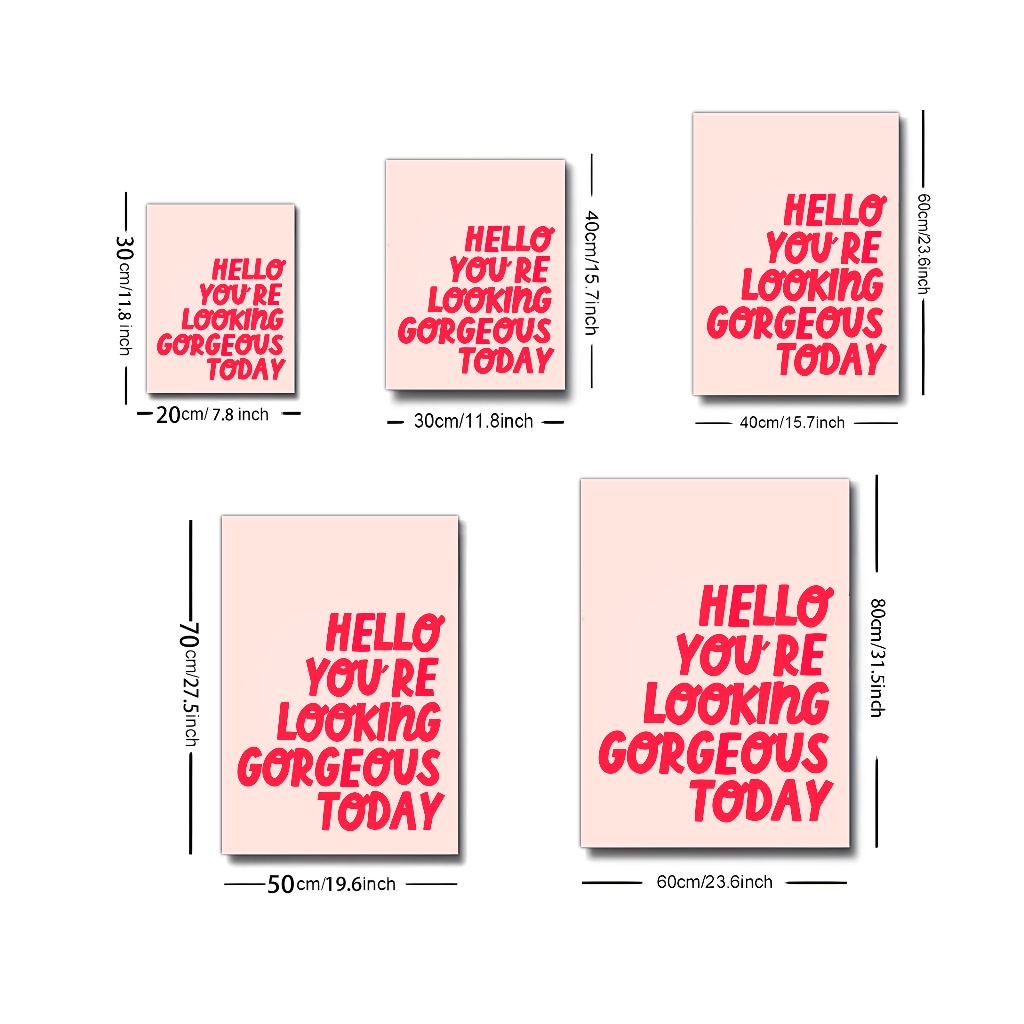 HELLO
YOU'RE
LOOKING
GORGEOUS
TODAY
30cm/11.8 inch
20cm/ 7.8 inch
HELLO
YOU'RE
LOOKING
GORGEOUS
TODAY
40cm/15.7inch
30cm/11.8inch
HELLO
YOU'RE
LOOKING
GORGEOUS
TODAY
60cm/23.6inch
40cm/15.7inch
HELLO
YOU'RE
LOOKING
GORGEOUS
TODAY
70cm/27.5inch
50cm/19.6inch
HELLO
YOU'RE
LOOKING
GORGEOUS
TODAY
80cm/31.5inch
60cm/23.6inch